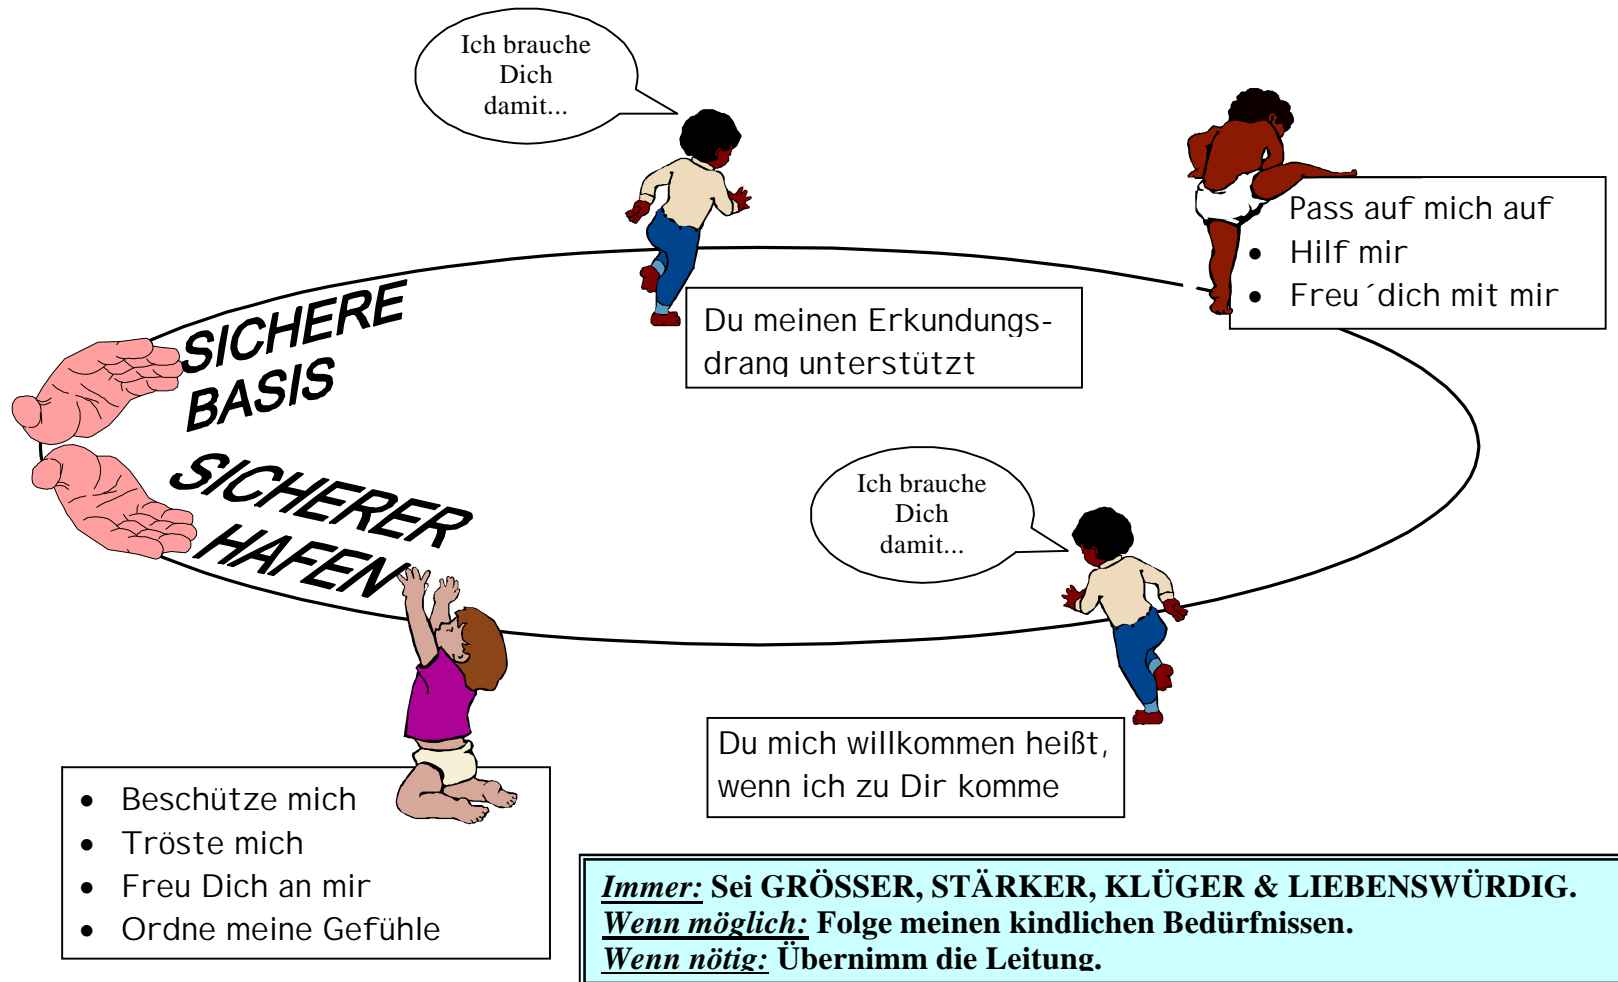 Ich brauche
Dich
damit...
Pass auf mich auf
• Hilf mir
• Freu´dich mit mir
Du meinen Erkundungs-
drang unterstützt
SICHERE
BASIS
SICHERER
HAFEN
Ich brauche
Dich
damit...
Du mich willkommen heißt,
wenn ich zu Dir komme
• Beschütze mich
• Tröste mich
• Freu Dich an mir
• Ordne meine Gefühle
Immer: Sei GRÖSSER, STÄRKER, KLÜGER & LIEBENSWÜRDIG.
Wenn möglich: Folge meinen kindlichen Bedürfnissen.
Wenn nötig: Übernimm die Leitung.